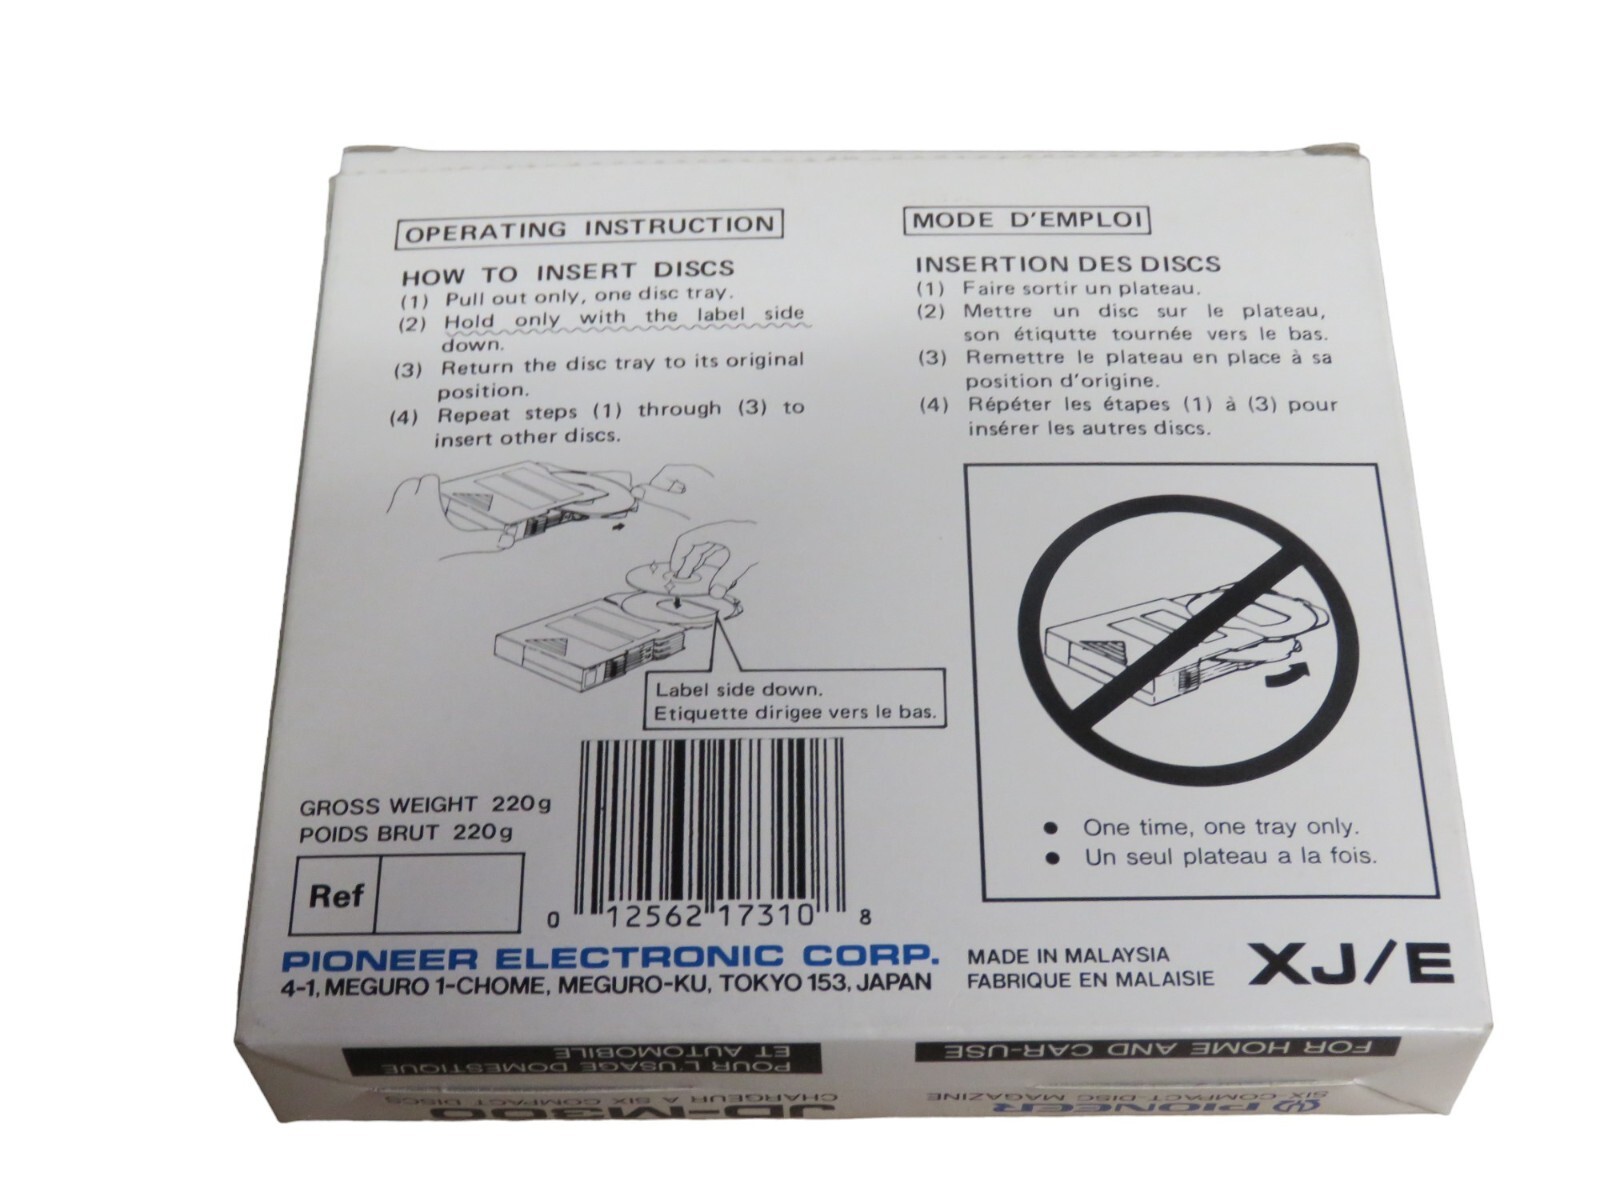 OPERATING INSTRUCTION
HOW TO INSERT DISCS
(1) Pull out only, one disc tray.
(2) Hold only with the label side
down.
(3) Return the disc tray to its original
position.
(4) Repeat steps (1) through (3) to
insert other discs.
MODE D'EMPLOI
INSERTION DES DISCS
(1) Faire sortir un plateau.
(2) Mettre un disc sur le plateau,
son étiqutte tournée vers le bas.
(3) Remettre le plateau en place à sa
position d'origine.
(4) Répéter les étapes (1) à (3) pour
insérer les autres discs.
Label side down.
Etiquette dirigee vers le bas.
GROSS WEIGHT 220g
POIDS BRUT 220g
Ref
0 12562 17310 8
One time, one tray only.
Un seul plateau a la fois.
PIONEER ELECTRONIC CORP.
4-1, MEGURO 1-CHOME, MEGURO-KU, TOKYO 153, JAPAN
MADE IN MALAYSIA
FABRIQUE EN MALAISIE
XJ/E
FOR HOME AND CAR-USE
POUR L'USAGE DOMESTIQUE
ET AUTOMOBILE
PIONEER
SIX-COMPACT-DISC MAGAZINE
JD-M300
CHARGEUR A SIX COMPACT DISCS